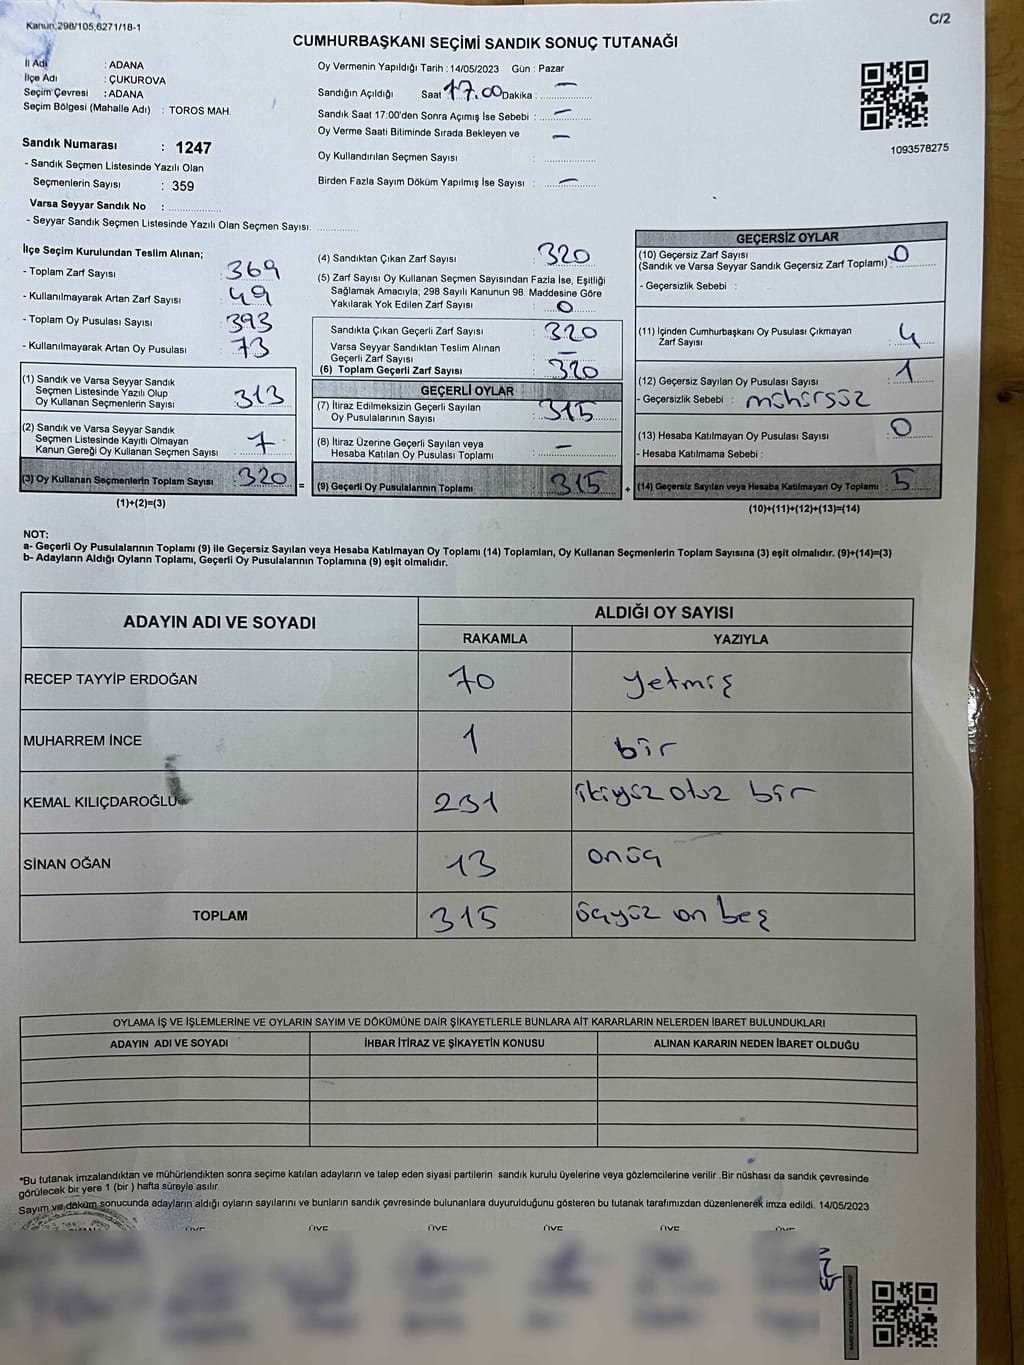 Kanun,298/105,6271/18-1
C/2
CUMHURBAŞKANI SEÇİMİ SANDIK SONUÇ TUTANAĞI
İl Adı : ADANA
İlçe Adı : ÇUKUROVA
Seçim Çevresi : ADANA
Seçim Bölgesi (Mahalle Adı) : TOROS MAH.
Sandık Numarası : 1247
- Sandık Seçmen Listesinde Yazılı Olan
Seçmenlerin Sayısı : 359
Varsa Seyyar Sandık No :
- Seyyar Sandık Seçmen Listesinde Yazılı Olan Seçmen Sayısı:
Oy Vermenin Yapıldığı Tarih : 14/05/2023 Gün : Pazar
Sandığın Açıldığı Saat 17.00 Dakika : —
Sandık Saat 17:00'den Sonra Açımış İse Sebebi : —
Oy Verme Saati Bitiminde Sırada Bekleyen ve —
Oy Kullandırılan Seçmen Sayısı :
Birden Fazla Sayım Döküm Yapılmış İse Sayısı : —
1093578275
İlçe Seçim Kurulundan Teslim Alınan;
- Toplam Zarf Sayısı : 369
- Kullanılmayarak Artan Zarf Sayısı : 49
- Toplam Oy Pusulası Sayısı : 393
- Kullanılmayarak Artan Oy Pusulası : 73
(1) Sandık ve Varsa Seyyar Sandık
Seçmen Listesinde Yazılı Olup
Oy Kullanan Seçmenlerin Sayısı : 313
(2) Sandık ve Varsa Seyyar Sandık
Seçmen Listesinde Kayıtlı Olmayan
Kanun Gereği Oy Kullanan Seçmen Sayısı : 7
(3) Oy Kullanan Seçmenlerin Toplam Sayısı : 320 =
(1)+(2)=(3)
(4) Sandıktan Çıkan Zarf Sayısı : 320
(5) Zarf Sayısı Oy Kullanan Seçmen Sayısından Fazla İse, Eşitliği
Sağlamak Amacıyla; 298 Sayılı Kanunun 98. Maddesine Göre
Yakılarak Yok Edilen Zarf Sayısı : 0
Sandıkta Çıkan Geçerli Zarf Sayısı : 320
Varsa Seyyar Sandıktan Teslim Alınan
Geçerli Zarf Sayısı : —
(6) Toplam Geçerli Zarf Sayısı : 320
GEÇERLİ OYLAR
(7) İtiraz Edilmeksizin Geçerli Sayılan
Oy Pusulalarının Sayısı : 315
(8) İtiraz Üzerine Geçerli Sayılan veya
Hesaba Katılan Oy Pusulası Toplamı : —
(9) Geçerli Oy Pusulalarının Toplamı : 315 +
GEÇERSİZ OYLAR
(10) Geçersiz Zarf Sayısı
(Sandık ve Varsa Seyyar Sandık Geçersiz Zarf Toplamı) : 0
- Geçersizlik Sebebi :
(11) İçinden Cumhurbaşkanı Oy Pusulası Çıkmayan
Zarf Sayısı : 4
(12) Geçersiz Sayılan Oy Pusulası Sayısı : 1
- Geçersizlik Sebebi : mühürsüz
(13) Hesaba Katılmayan Oy Pusulası Sayısı : 0
- Hesaba Katılmama Sebebi :
(14) Geçersiz Sayılan veya Hesaba Katılmayan Oy Toplamı : 5
(10)+(11)+(12)+(13)=(14)
NOT:
a- Geçerli Oy Pusulalarının Toplamı (9) ile Geçersiz Sayılan veya Hesaba Katılmayan Oy Toplamı (14) Toplamları, Oy Kullanan Seçmenlerin Toplam Sayısına (3) eşit olmalıdır. (9)+(14)=(3)
b- Adayların Aldığı Oyların Toplamı, Geçerli Oy Pusulalarının Toplamına (9) eşit olmalıdır.
ADAYIN ADI VE SOYADI
ALDIĞI OY SAYISI
RAKAMLA YAZIYLA
RECEP TAYYİP ERDOĞAN 70 yetmiş
MUHARREM İNCE 1 bir
KEMAL KILIÇDAROĞLU 231 ikiyüz otuz bir
SİNAN OĞAN 13 onüç
TOPLAM 315 üçyüz on beş
OYLAMA İŞ VE İŞLEMLERİNE VE OYLARIN SAYIM VE DÖKÜMÜNE DAİR ŞİKAYETLERLE BUNLARA AİT KARARLARIN NELERDEN İBARET BULUNDUKLARI
ADAYIN ADI VE SOYADI İHBAR İTİRAZ VE ŞİKAYETİN KONUSU ALINAN KARARIN NEDEN İBARET OLDUĞU
*Bu tutanak imzalandıktan ve mühürlendikten sonra seçime katılan adayların ve talep eden siyasi partilerin sandık kurulu üyelerine veya gözlemcilerine verilir .Bir nüshası da sandık çevresinde
görülecek bir yere 1 (bir ) hafta süreyle asılır.
Sayım ve döküm sonucunda adayların aldığı oyların sayılarını ve bunların sandık çevresinde bulunanlara duyurulduğunu gösteren bu tutanak tarafımızdan düzenlenerek imza edildi. 14/05/2023
ÜYE ÜYE ÜYE ÜYE ÜYE ÜYE